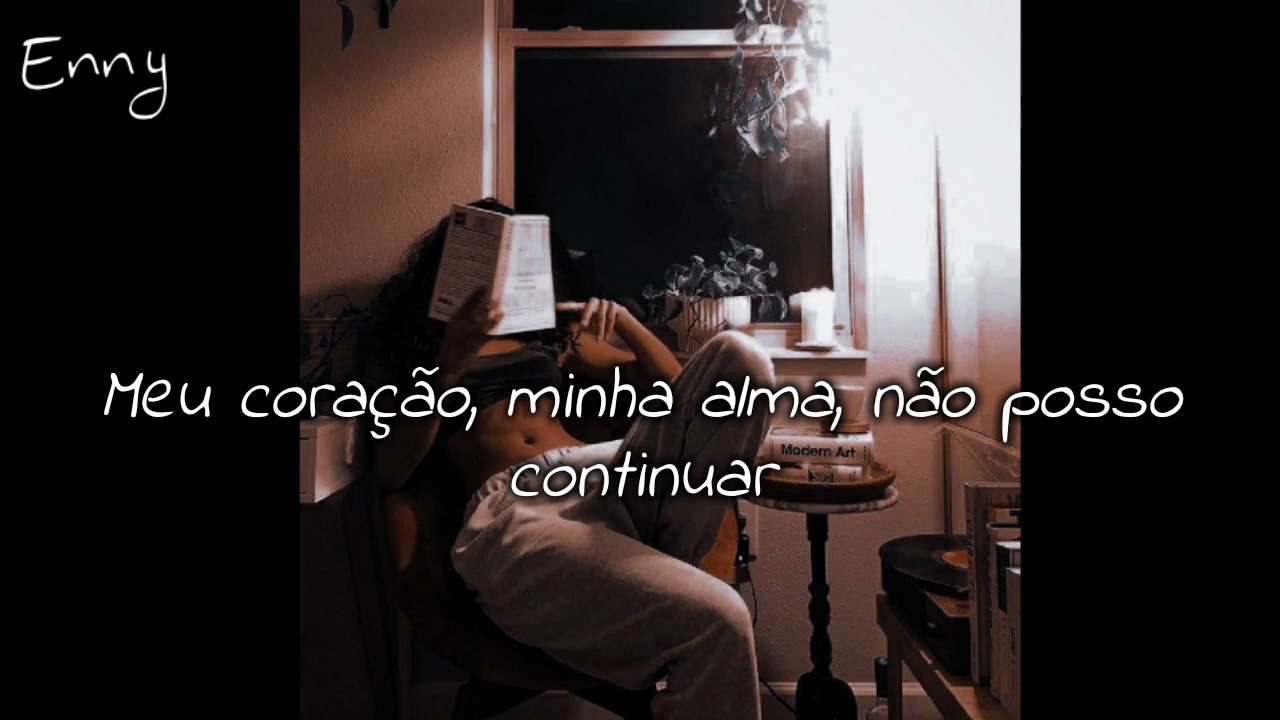 Enny
Meu coração, minha alma, não posso
continuar
Modern Art